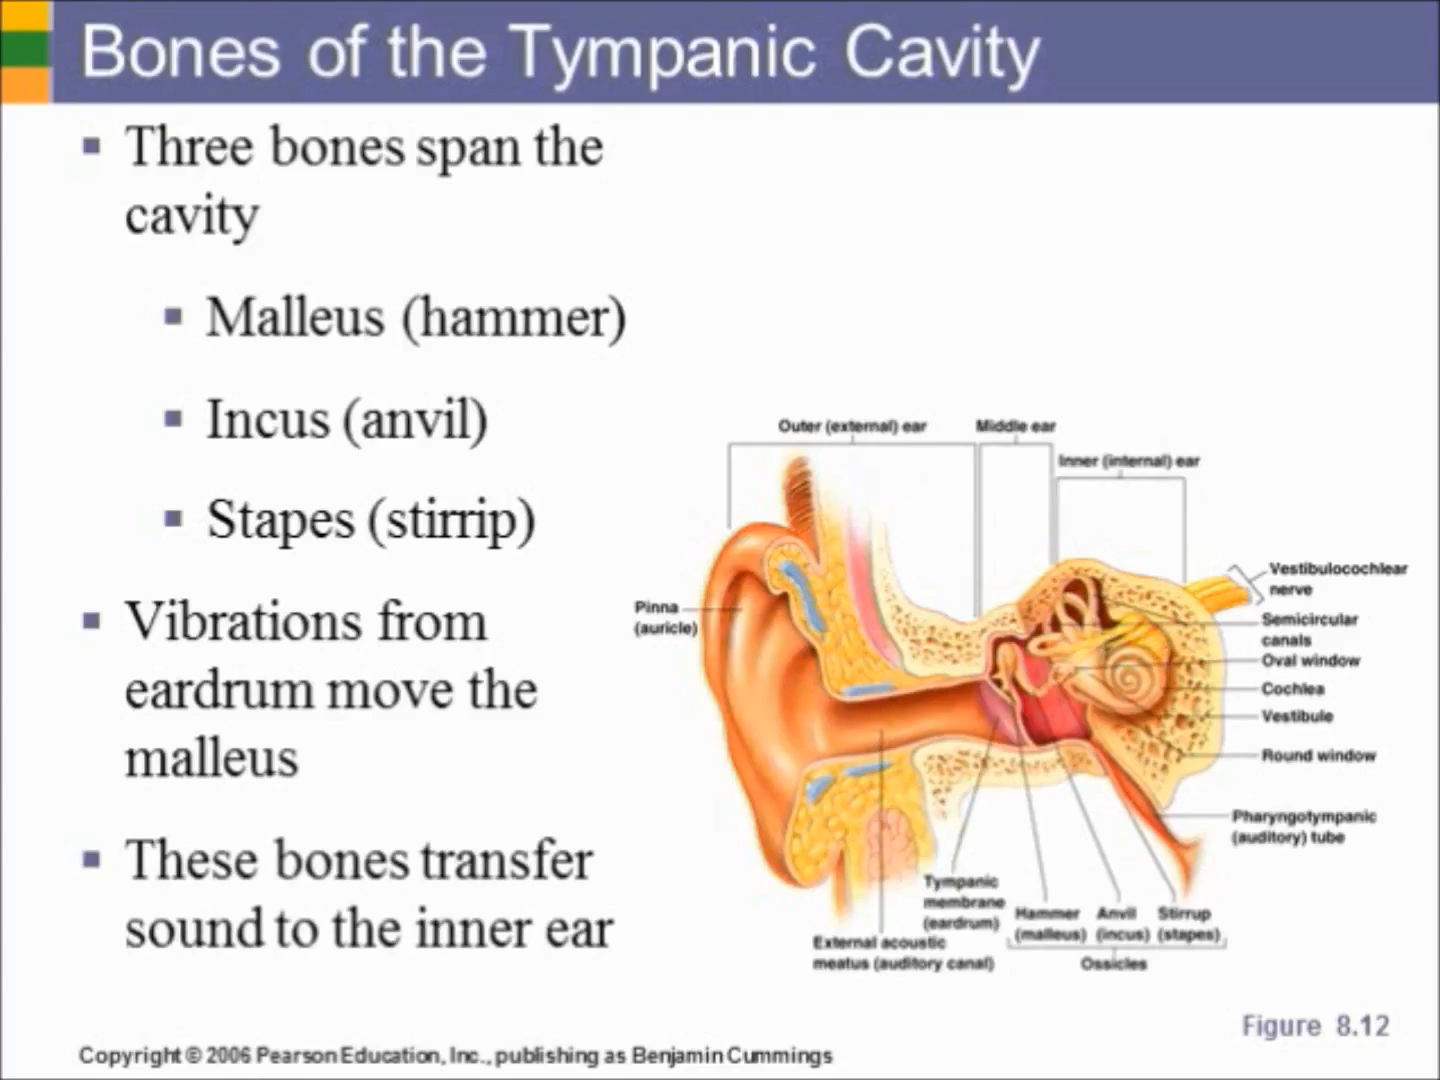 Bones of the Tympanic Cavity
Three bones span the
cavity
Malleus (hammer)
Incus (anvil)
Stapes (stirrip)
Vibrations from
eardrum move the
malleus
These bones transfer
sound to the inner ear
Outer (external) ear
Middle ear
Inner (internal) ear
Pinna
(auricle)
Vestibulocochlear
nerve
Semicircular
canals
Oval window
Cochlea
Vestibule
Round window
Pharyngotympanic
(auditory) tube
Tympanic
membrane
(eardrum)
Hammer
(malleus)
Anvil
(incus)
Stirrup
(stapes)
External acoustic
meatus (auditory canal)
Ossicles
Figure 8.12
Copyright © 2006 Pearson Education, Inc., publishing as Benjamin Cummings